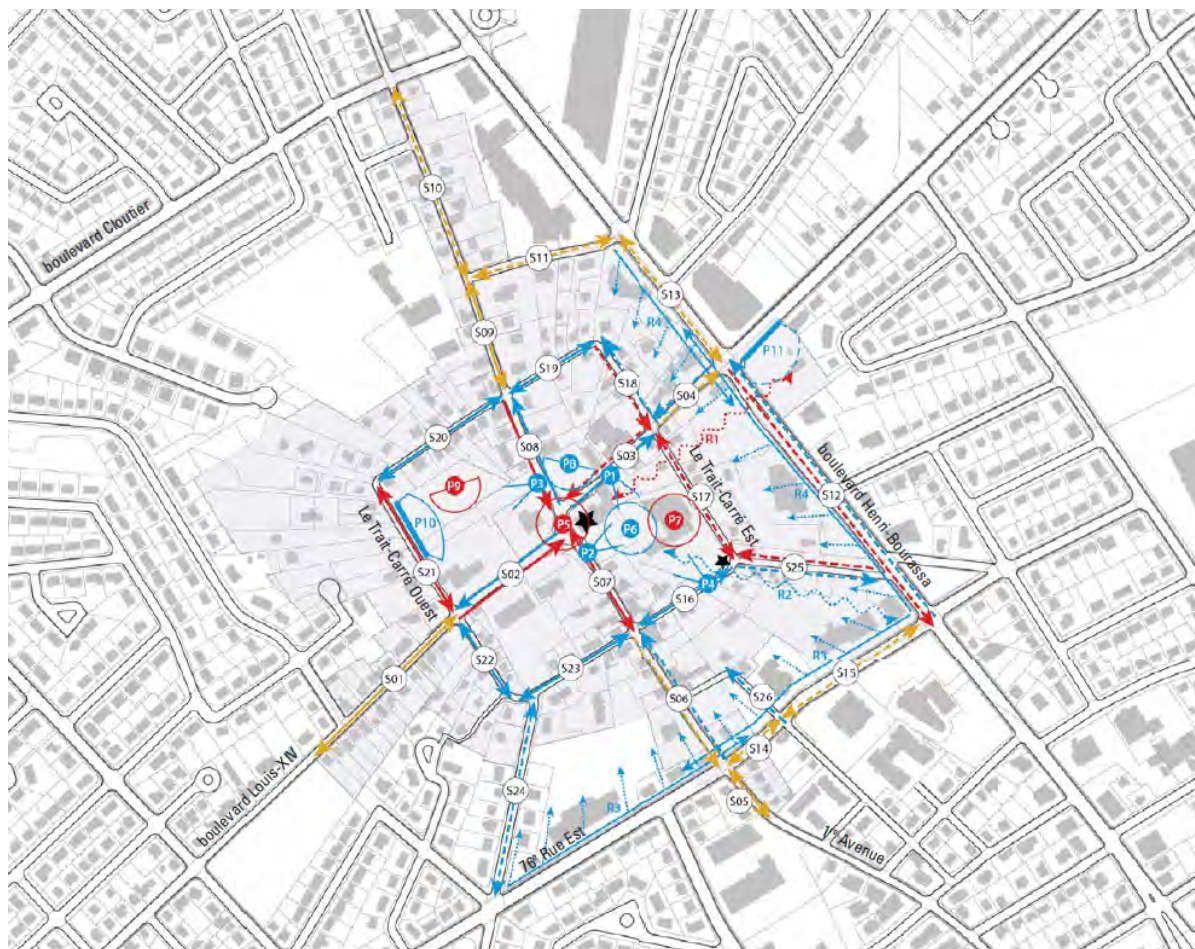 S10
boulevard Cloutier
S11
S13
S09
R4
P11
S19
S18
S04
S20
S08
S03
R1
P8
P1
P3
P9
Le Trait-Carré Est
boulevard Henri Bourassa
S17
R4
S12
P10
P5
P6
P7
Le Trait-Carré Ouest
P2
S21
S02
S07
P4
S25
S16
R2
S22
S23
R3
S01
S06
S26
S15
S14
boulevard Louis-XIV
S24
R3
S05
76e Rue Est
1e Avenue